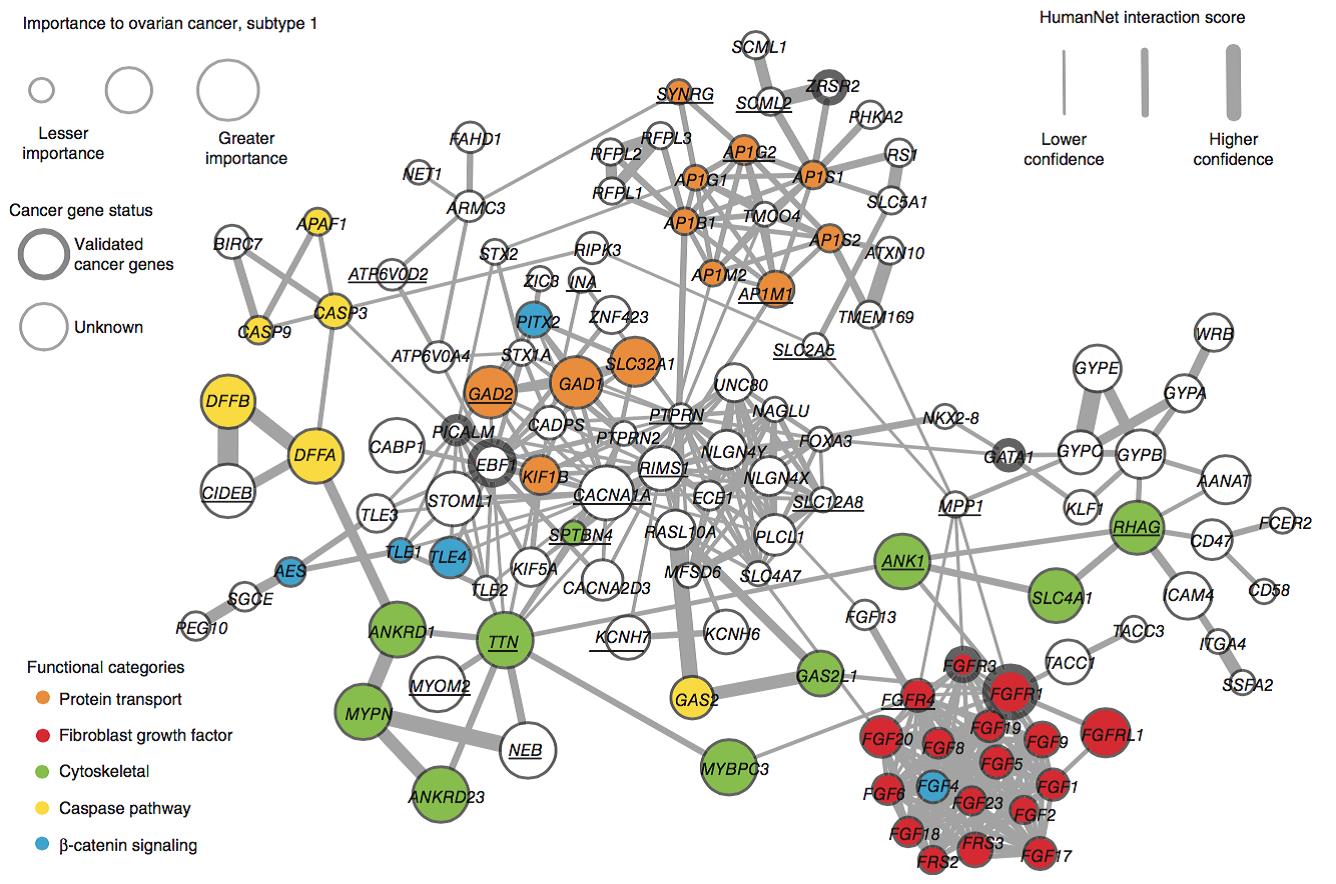 Importance to ovarian cancer, subtype 1
HumanNet interaction score
Lesser
importance
Greater
importance
Lower
confidence
Higher
confidence
Cancer gene status
Validated
cancer genes
Unknown
SCML1
SYNRG
SCML2
ZRSR2
PHKA2
FAHD1
RFPL3
RFPL2
AP1G2
RS1
NET1
AP1G1
AP1S1
RFPL1
ARMC3
SLC5A1
APAF1
AP1B1
TMCO4
BIRC7
STX2
RIPK3
AP1S2
ATXN10
ATP6V0D2
ZIC3
INA
AP1M2
AP1M1
CASP3
PITX2
ZNF423
TMEM169
CASP9
WRB
ATP6V0A4
STX1A
SLC32A1
SLC2A5
GYPE
GAD2
GAD1
UNC80
GYPA
DFFB
PTPRN
NAGLU
NKX2-8
PICALM
CADPS
PTPRN2
FOXA3
CABP1
NLGN4Y
GYPC
GYPB
DFFA
EBF1
KIF1B
RIMS1
NLGN4X
GATA1
CIDEB
STOML1
CACNA1A
ECE1
SLC12A8
AANAT
TLE3
MPP1
KLF1
SPTBN4
RASL10A
PLCL1
RHAG
FCER2
TLE1
TLE4
CD47
AES
KIF5A
MFSD6
SLC4A7
ANK1
TLE2
CACNA2D3
SLC4A1
CD58
SGCE
ICAM4
PEG10
ANKRD1
TTN
KCNH7
KCNH6
FGF13
TACC3
ITGA4
Functional categories
FGFR3
TACC1
Protein transport
MYOM2
GAS2
GAS2L1
FGFR4
FGFR1
SSFA2
MYPN
Fibroblast growth factor
FGF20
FGF8
FGF19
FGF9
FGFRL1
NEB
Cytoskeletal
MYBPC3
FGF5
ANKRD23
FGF6
FGF4
FGF1
Caspase pathway
FGF23
FGF2
β-catenin signaling
FGF18
FRS3
FRS2
FGF17